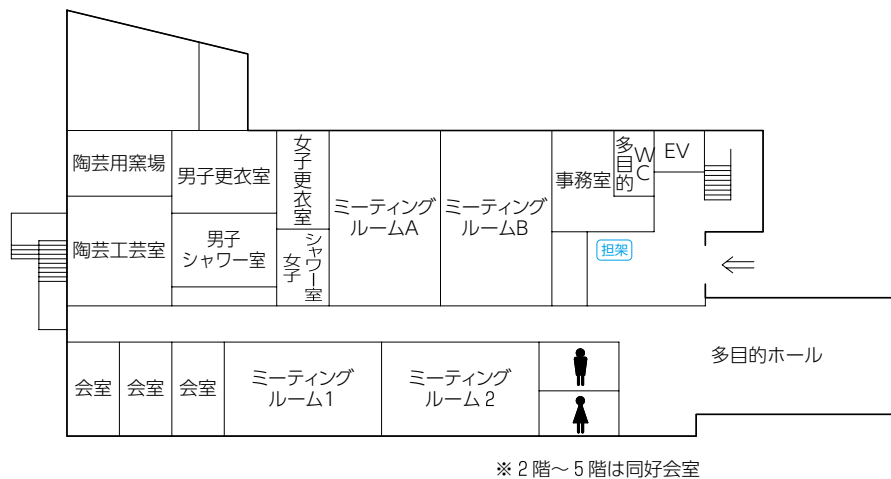 陶芸用窯場
男子更衣室
女子更衣室
ミーティング
ルームA
ミーティング
ルームB
事務室
多目的
WC
EV
陶芸工芸室
男子
シャワー室
女子
シャワー室
担架
多目的ホール
会室
会室
会室
ミーティング
ルーム1
ミーティング
ルーム2
※2階～5階は同好会室